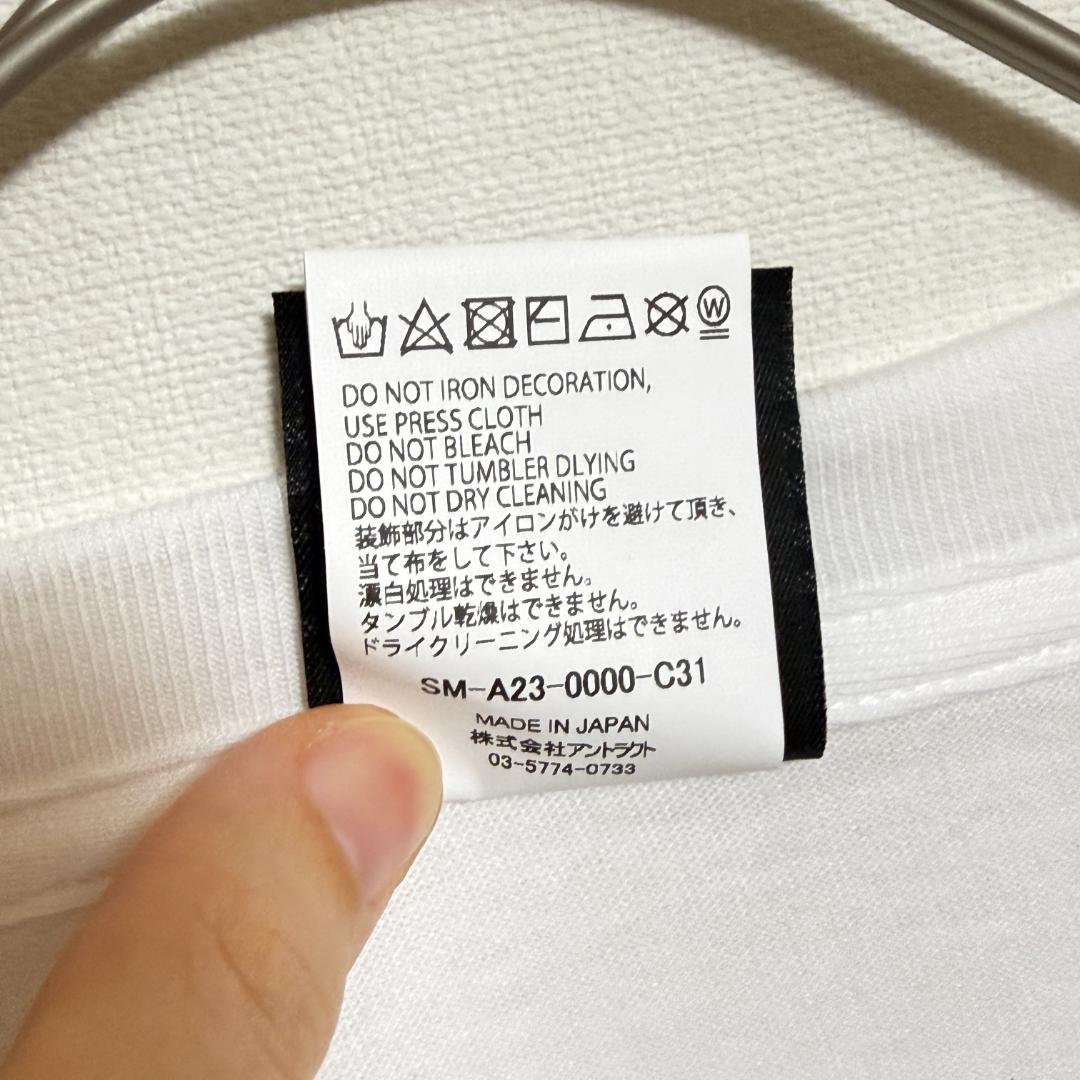 W
DO NOT IRON DECORATION,
USE PRESS CLOTH
DO NOT BLEACH
DO NOT TUMBLER DLYING
DO NOT DRY CLEANING
装飾部分はアイロンがけを避けて頂き、
当て布をして下さい。
漂白処理はできません。
タンブル乾燥はできません。
ドライクリーニング処理はできません。
SM-A23-0000-C31
MADE IN JAPAN
株式会社アントラクト
03-5774-0733